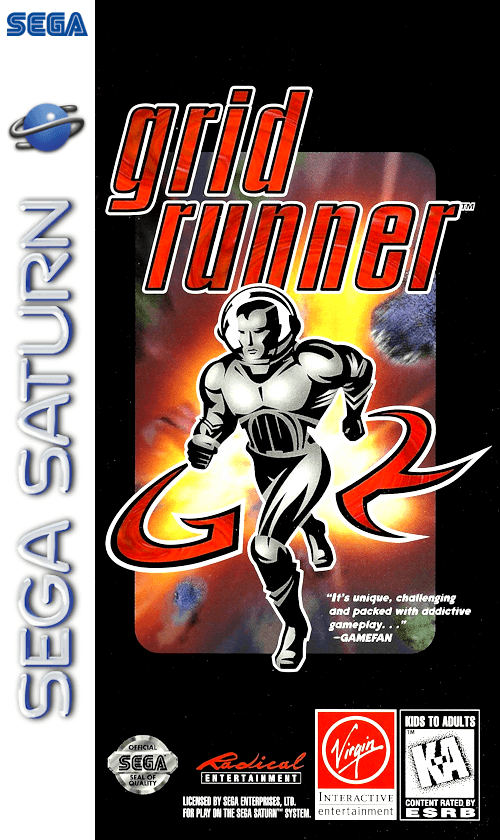 SEGA
SEGA SATURN
grid
runner™
GR
"It's unique, challenging
and packed with addictive
gameplay. . ."
–GAMEFAN
OFFICIAL
SEGA
SEAL OF
QUALITY
Radical
ENTERTAINMENT
LICENSED BY SEGA ENTERPRISES, LTD.
FOR PLAY ON THE SEGA SATURN™ SYSTEM.
Virgin
INTERACTIVE
entertainment
KIDS TO ADULTS
™
K-A
CONTENT RATED BY
ESRB